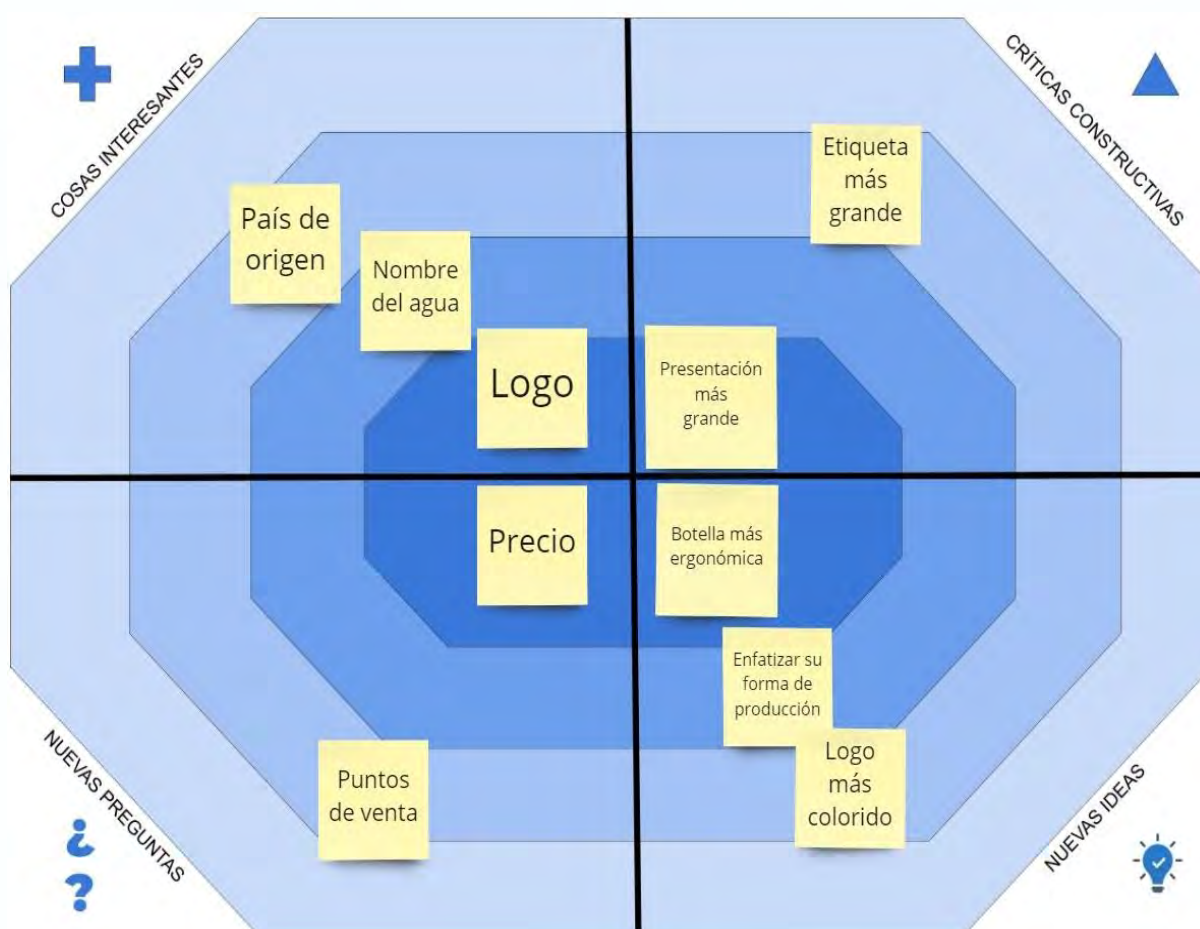 COSAS INTERESANTES
País de
origen
Nombre
del agua
Logo
CRÍTICAS CONSTRUCTIVAS
Etiqueta
más
grande
Presentación
más
grande
NUEVAS PREGUNTAS
¿
?
Precio
Puntos
de venta
NUEVAS IDEAS
Botella más
ergonómica
Enfatizar su
forma de
producción
Logo
más
colorido